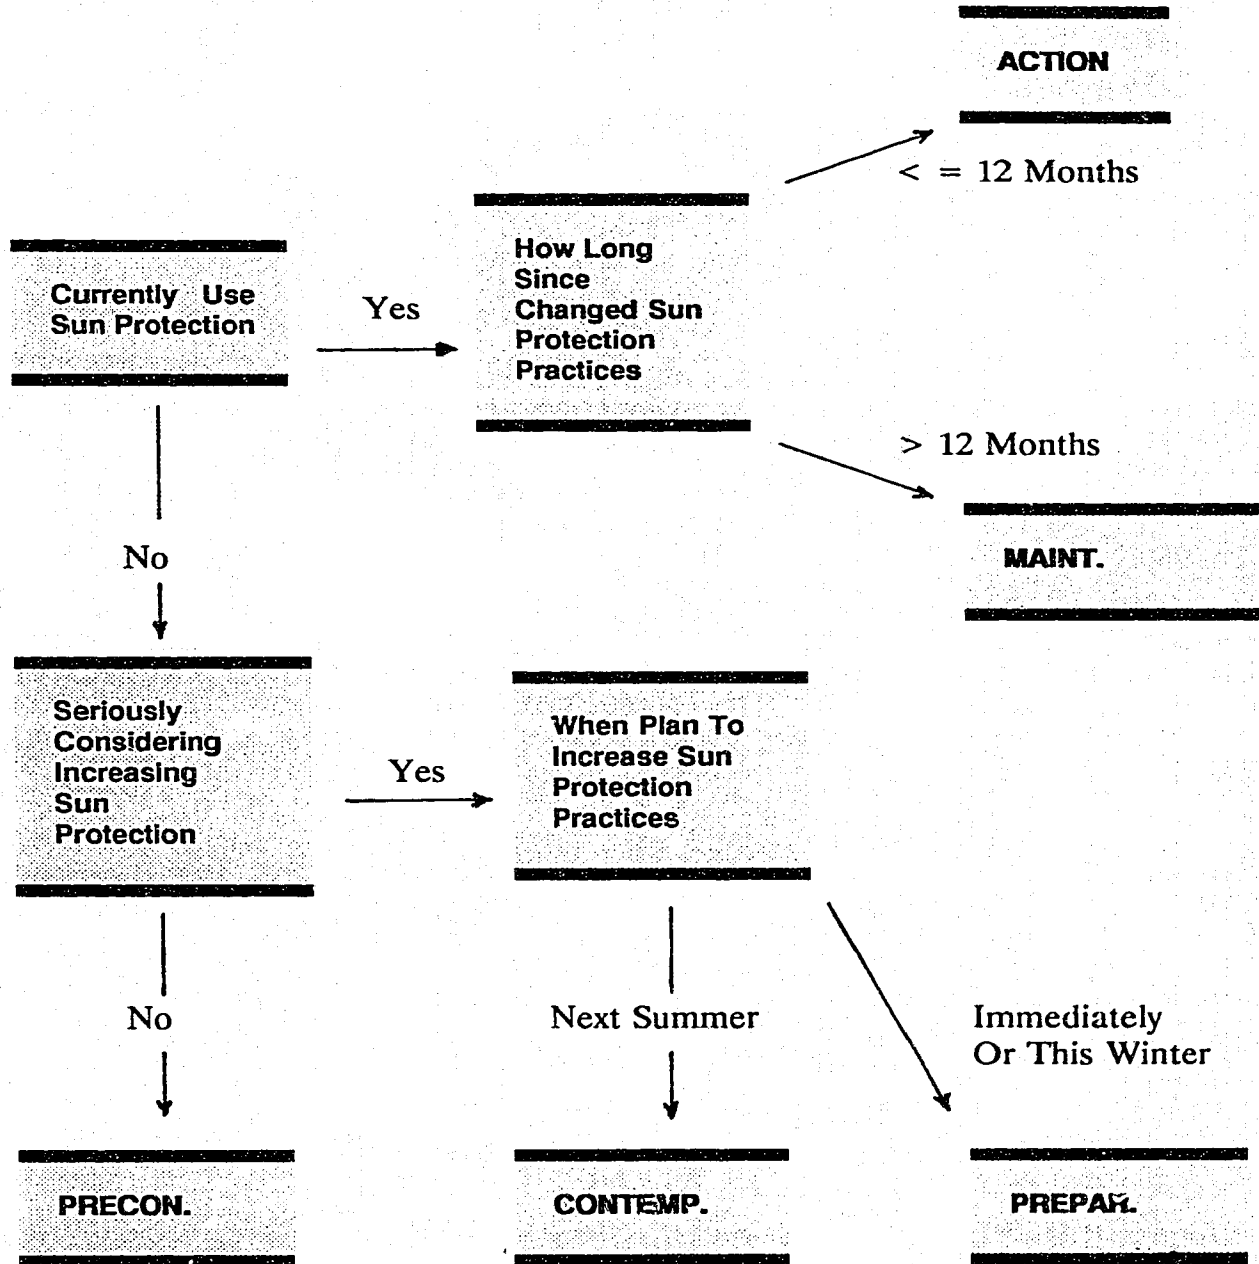 ACTION
< = 12 Months
How Long
Since
Changed Sun
Protection
Practices
Currently Use
Sun Protection
Yes
> 12 Months
MAINT.
No
Seriously
Considering
Increasing
Sun
Protection
Yes
When Plan To
Increase Sun
Protection
Practices
No
Next Summer
Immediately
Or This Winter
PRECON.
CONTEMP.
PREPAR.